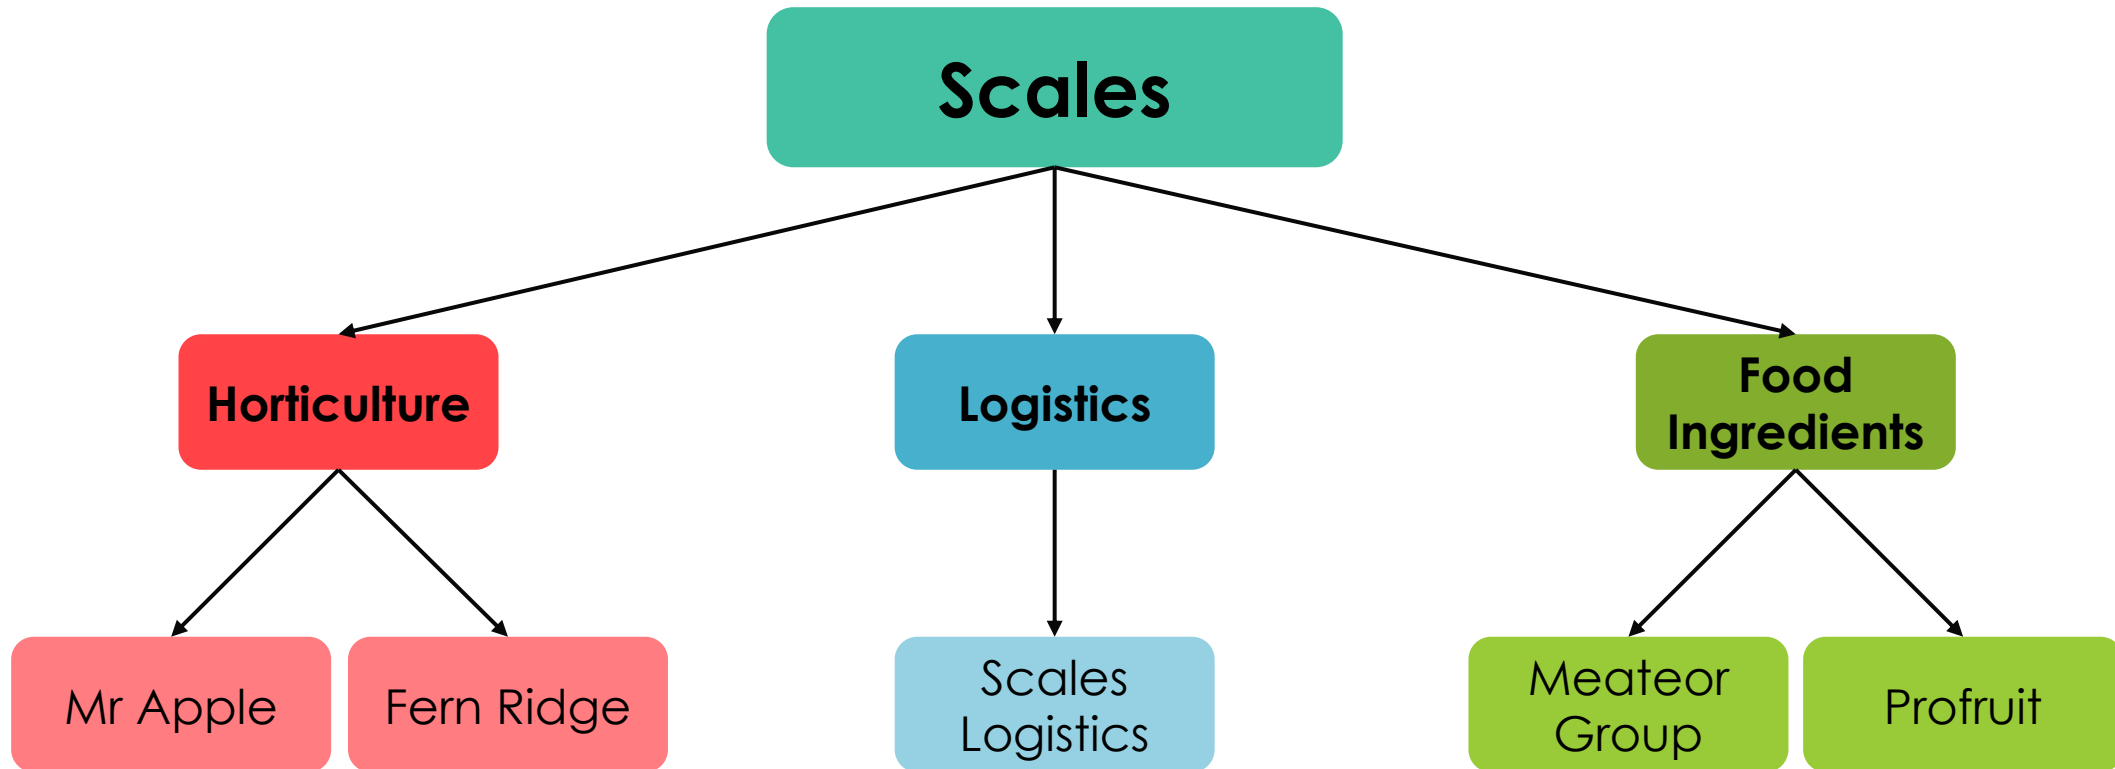 Scales
Horticulture
Logistics
Food
Ingredients
Mr Apple
Fern Ridge
Scales
Logistics
Meateor
Group
Profruit